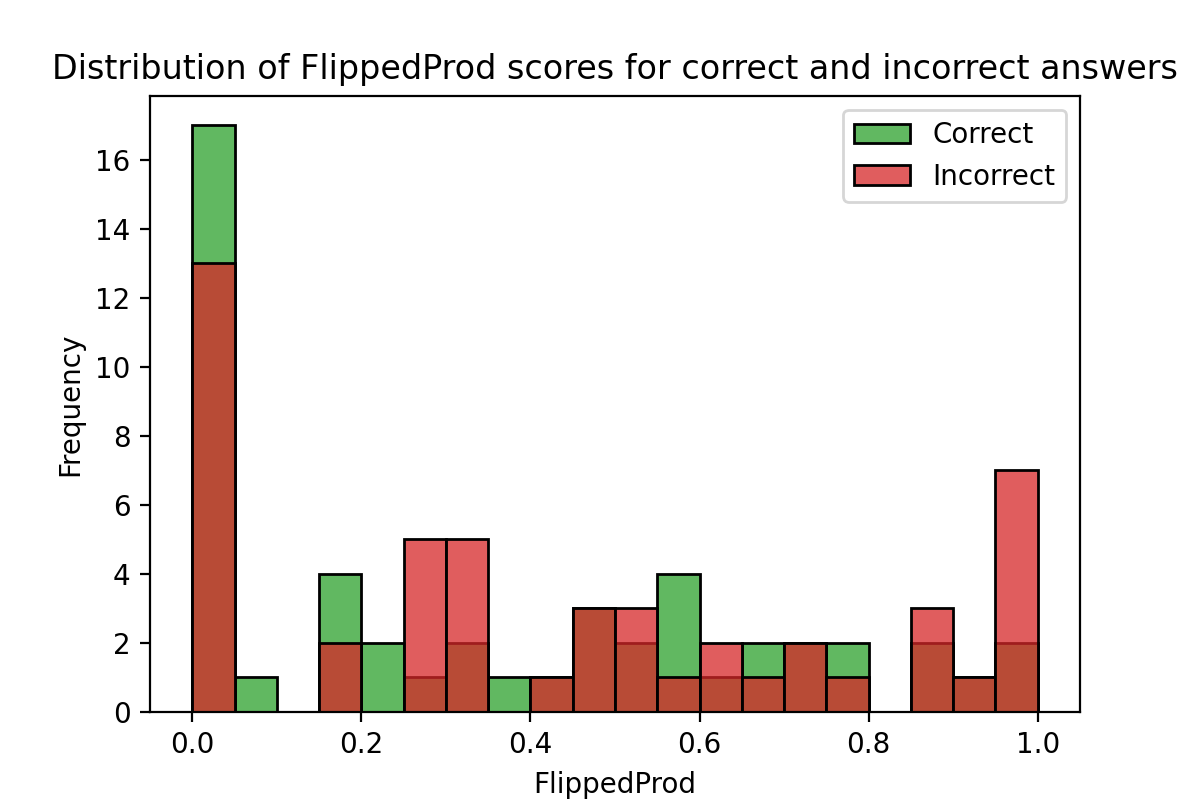 Distribution of FlippedProd scores for correct and incorrect answers
Correct
Incorrect
Frequency
16
14
12
10
8
6
4
2
0
0.0 0.2 0.4 0.6 0.8 1.0
FlippedProd